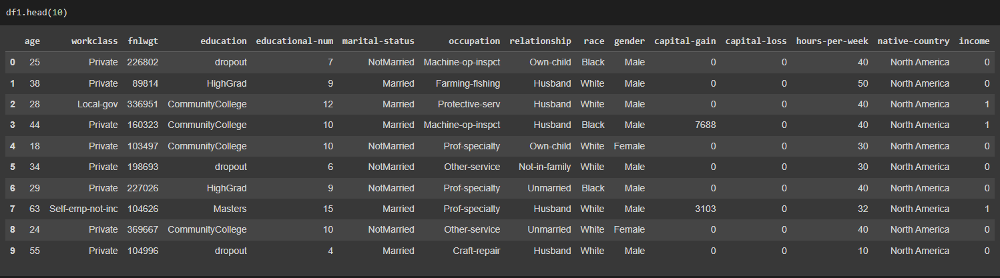 df1.head(10)
age workclass fnlwgt education educational-num marital-status occupation relationship race gender capital-gain capital-loss hours-per-week native-country income
0 25 Private 226802 dropout 7 NotMarried Machine-op-inspct Own-child Black Male 0 0 40 North America 0
1 38 Private 89814 HighGrad 9 Married Farming-fishing Husband White Male 0 0 50 North America 0
2 28 Local-gov 336951 CommunityCollege 12 Married Protective-serv Husband White Male 0 0 40 North America 1
3 44 Private 160323 CommunityCollege 10 Married Machine-op-inspct Husband Black Male 7688 0 40 North America 1
4 18 Private 103497 CommunityCollege 10 NotMarried Prof-specialty Own-child White Female 0 0 30 North America 0
5 34 Private 198693 dropout 6 NotMarried Other-service Not-in-family White Male 0 0 30 North America 0
6 29 Private 227026 HighGrad 9 NotMarried Prof-specialty Unmarried Black Male 0 0 40 North America 0
7 63 Self-emp-not-inc 104626 Masters 15 Married Prof-specialty Husband White Male 3103 0 32 North America 1
8 24 Private 369667 CommunityCollege 10 NotMarried Other-service Unmarried White Female 0 0 40 North America 0
9 55 Private 104996 dropout 4 Married Craft-repair Husband White Male 0 0 10 North America 0